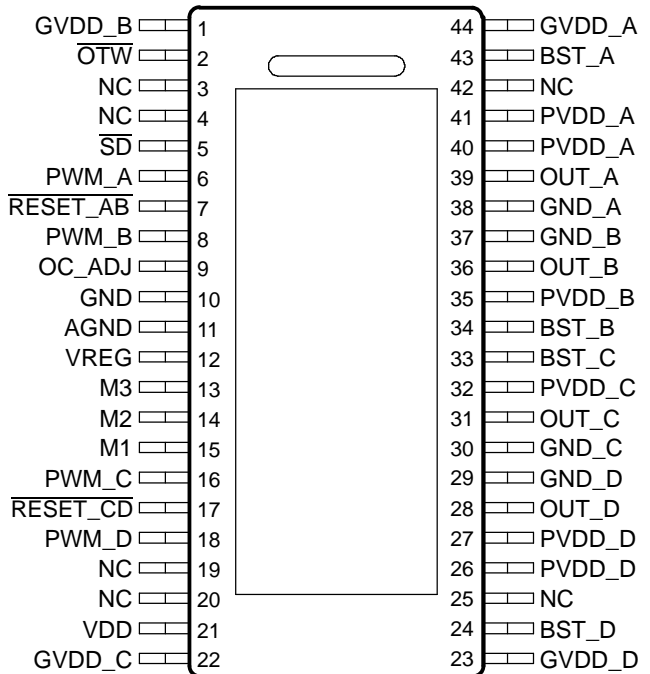 GVDD_B 1 44 GVDD_A
OTW 2 43 BST_A
NC 3 42 NC
NC 4 41 PVDD_A
SD 5 40 PVDD_A
PWM_A 6 39 OUT_A
RESET_AB 7 38 GND_A
PWM_B 8 37 GND_B
OC_ADJ 9 36 OUT_B
GND 10 35 PVDD_B
AGND 11 34 BST_B
VREG 12 33 BST_C
M3 13 32 PVDD_C
M2 14 31 OUT_C
M1 15 30 GND_C
PWM_C 16 29 GND_D
RESET_CD 17 28 OUT_D
PWM_D 18 27 PVDD_D
NC 19 26 PVDD_D
NC 20 25 NC
VDD 21 24 BST_D
GVDD_C 22 23 GVDD_D